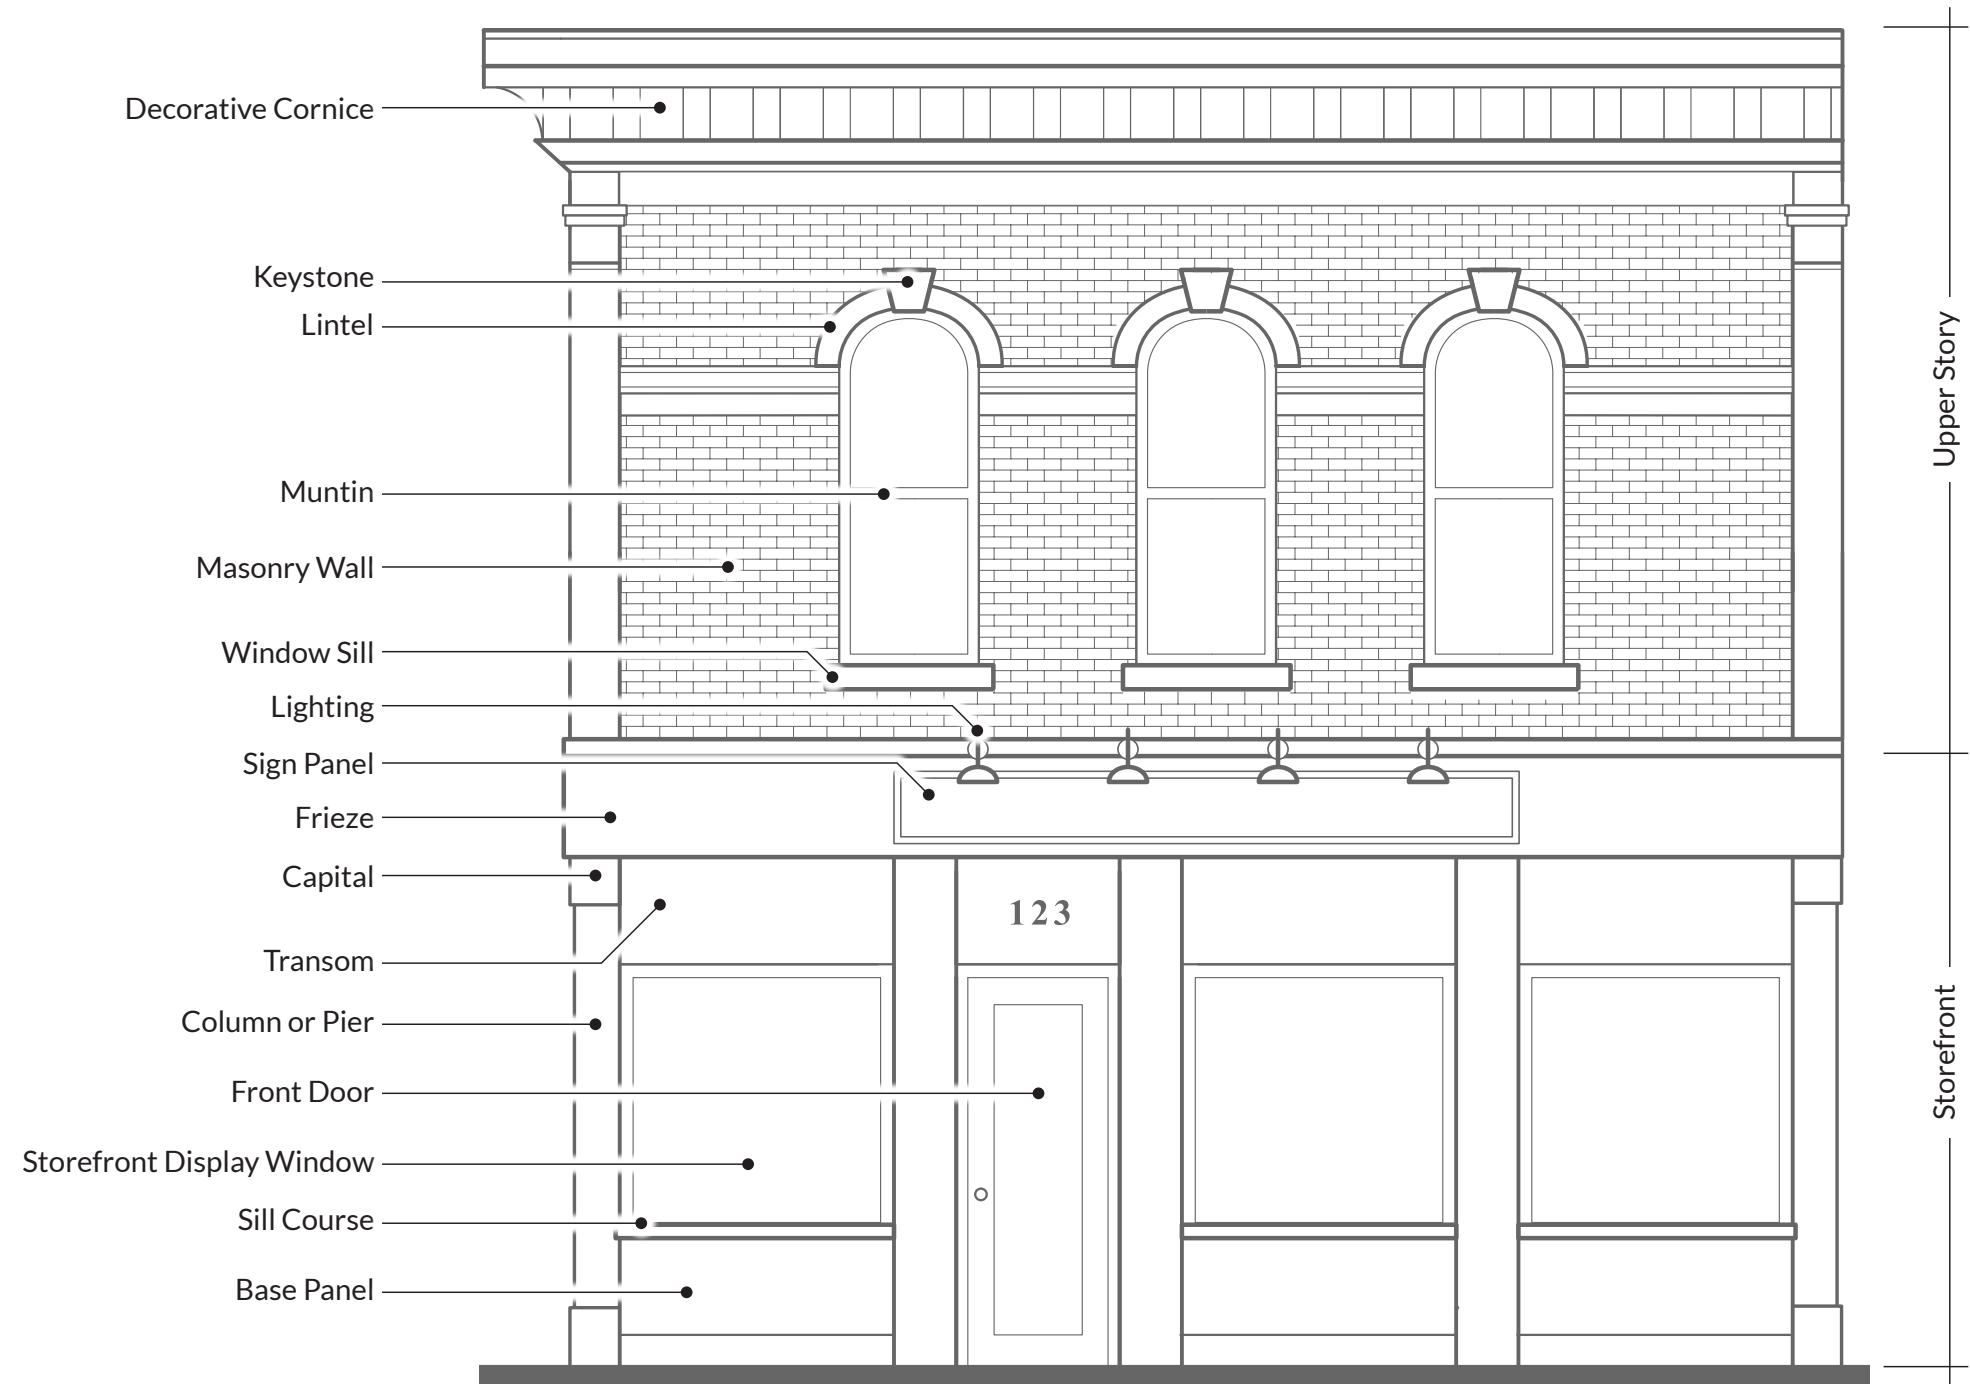 Decorative Cornice
Keystone
Lintel
Muntin
Masonry Wall
Window Sill
Lighting
Sign Panel
Frieze
Capital
123
Transom
Column or Pier
Front Door
Storefront Display Window
Sill Course
Base Panel
Upper Story
Storefront